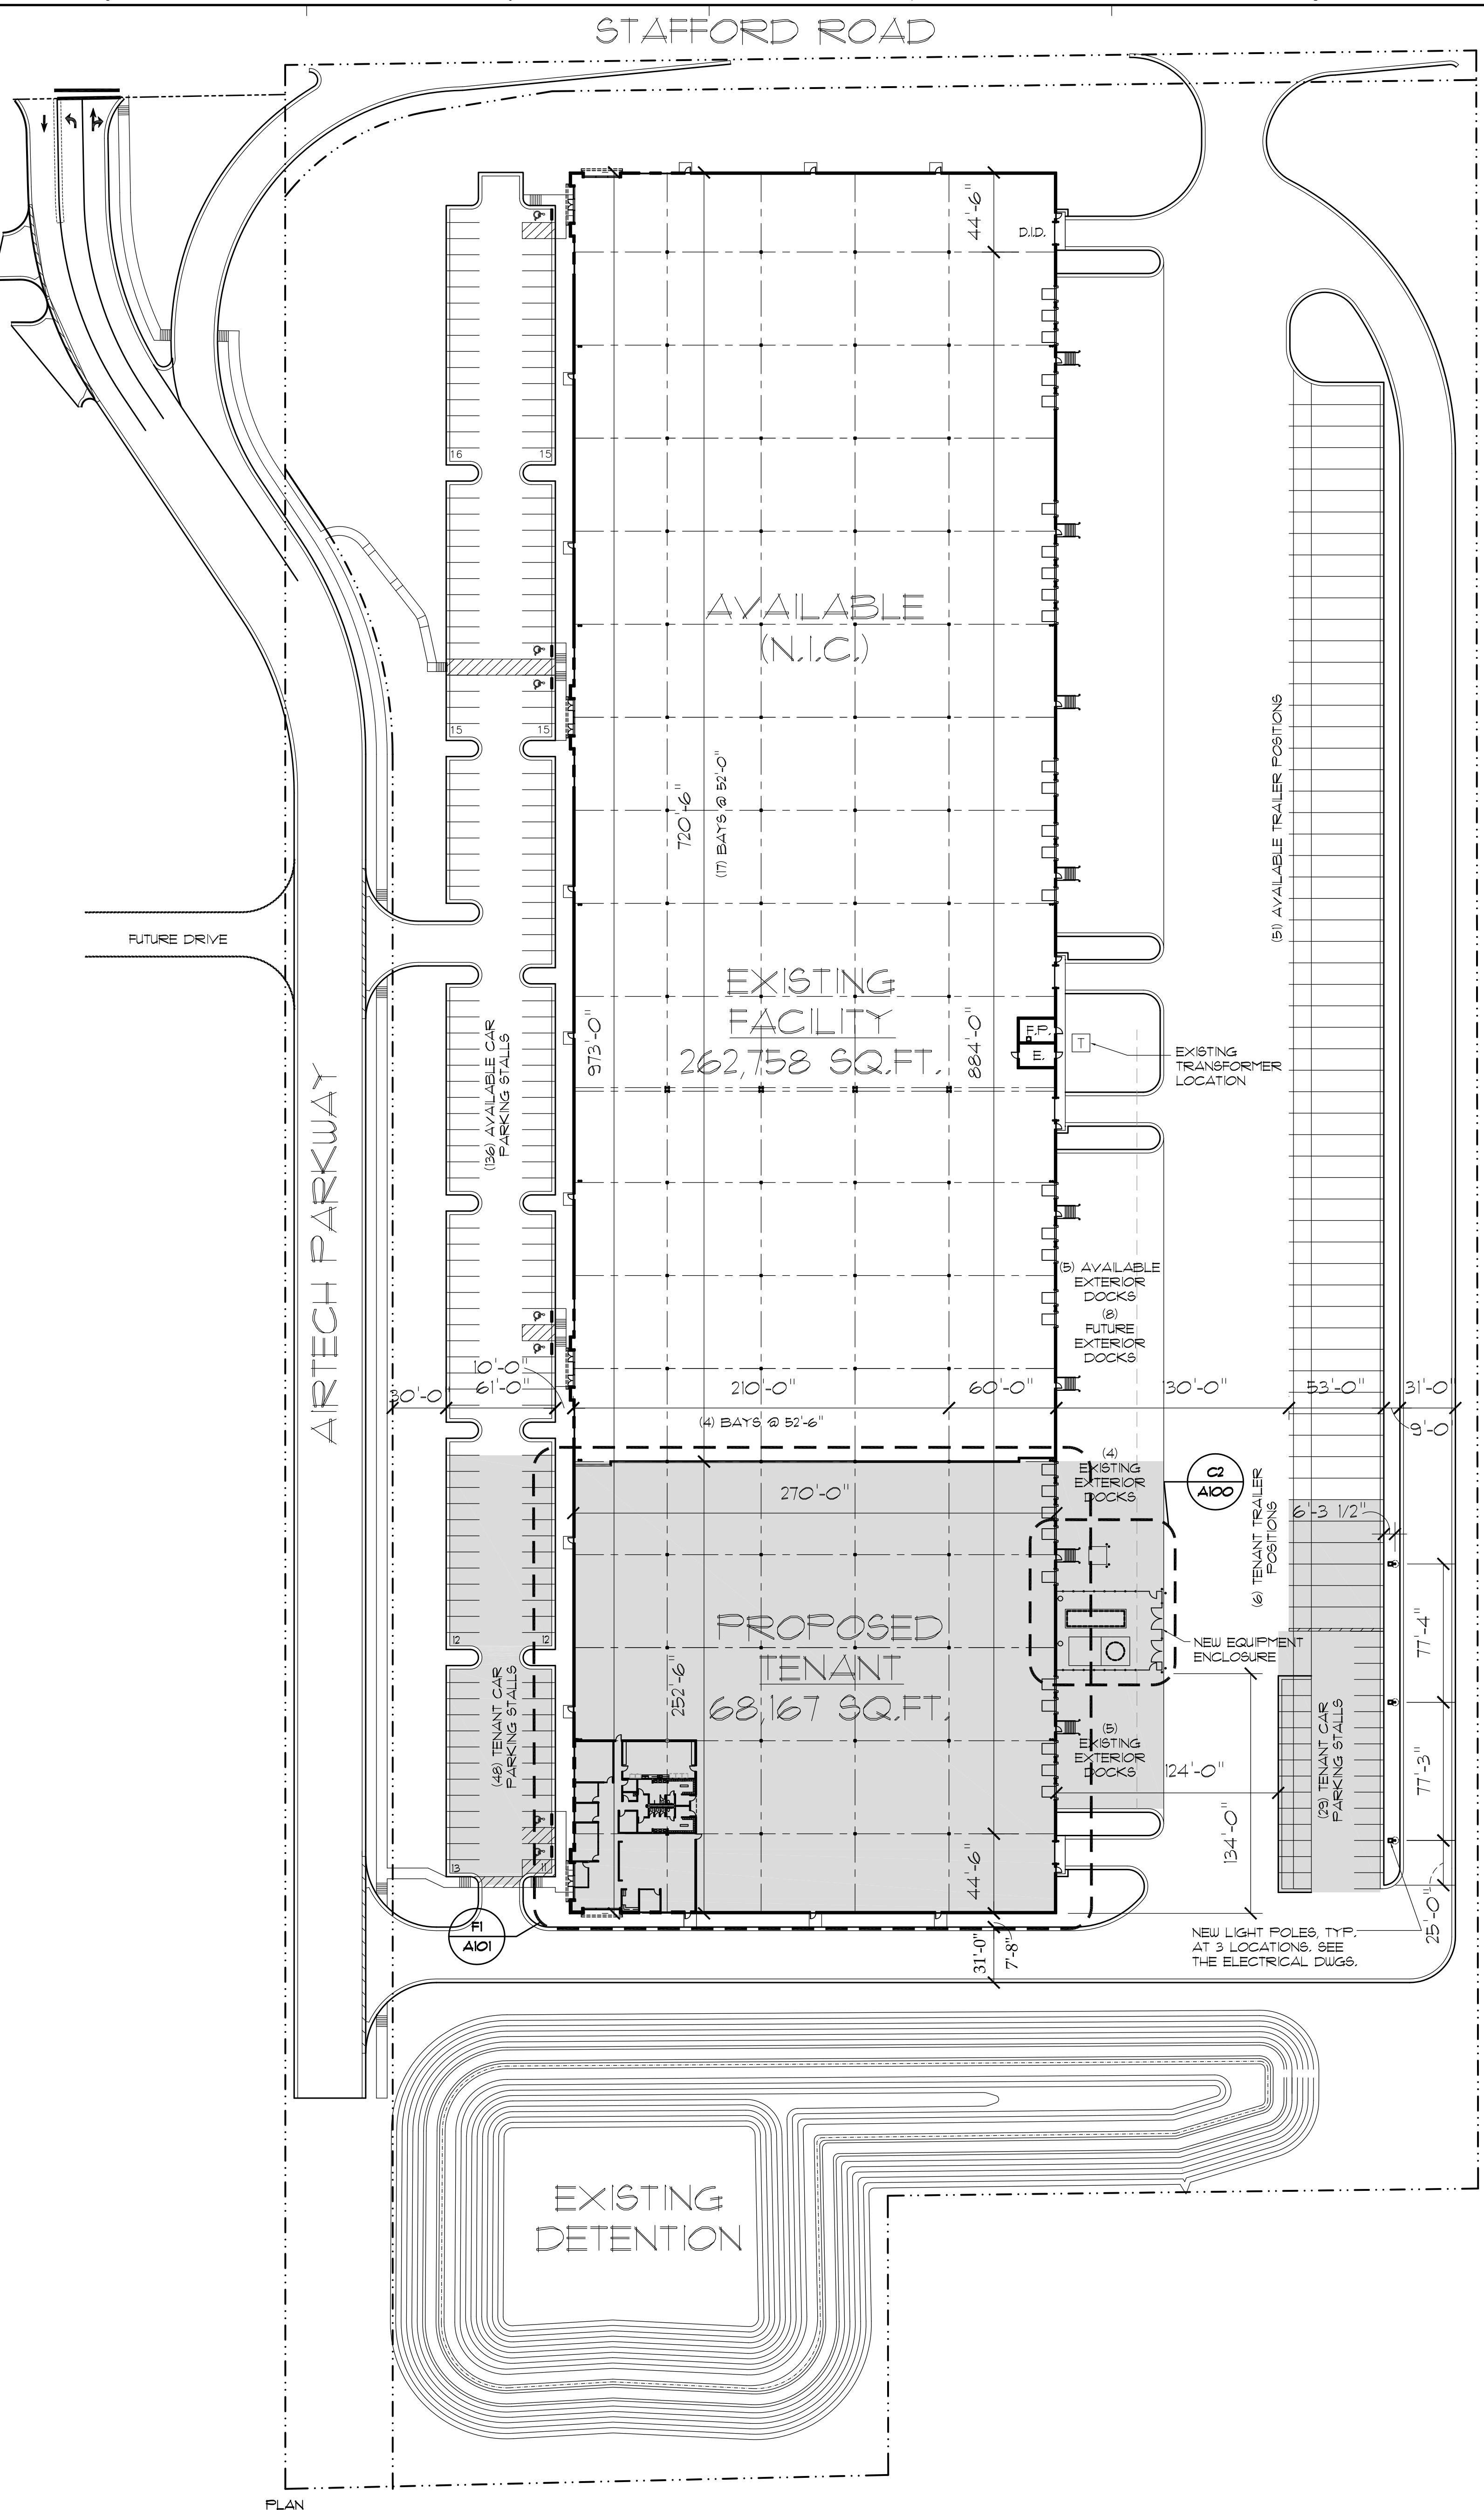 STAFFORD ROAD
44'-6"
D.I.D.
16
15
AVAILABLE
(N.I.C.)
15
15
(51) AVAILABLE TRAILER POSITIONS
720'-6"
(17) BAYS @ 52'-0"
FUTURE DRIVE
EXISTING
FACILITY
262,758 SQ.FT.
973'-0"
884'-0"
F.P.
E.
T
EXISTING
TRANSFORMER
LOCATION
(136) AVAILABLE CAR
PARKING STALLS
AIRTECH PARKWAY
(5) AVAILABLE
EXTERIOR
DOCKS
(8)
FUTURE
EXTERIOR
DOCKS
10'-0"
30'-0
61'-0"
210'-0"
60'-0"
130'-0"
53'-0"
31'-0"
9'-0
(4) BAYS @ 52'-6"
(4)
EXISTING
EXTERIOR
DOCKS
C2
A100
270'-0"
(6) TENANT TRAILER
POSITIONS
6'-3 1/2"
PROPOSED
TENANT
68,167 SQ.FT.
252'-6"
NEW EQUIPMENT
ENCLOSURE
77'-4"
12
12
(48) TENANT CAR
PARKING STALLS
(5)
EXISTING
EXTERIOR
DOCKS
124'-0"
(29) TENANT CAR
PARKING STALLS
77'-3"
134'-0"
44'-6"
13
11
25'-0"
F1
A101
31'-0"
7'-8"
NEW LIGHT POLES, TYP.
AT 3 LOCATIONS. SEE
THE ELECTRICAL DWGS.
EXISTING
DETENTION
PLAN